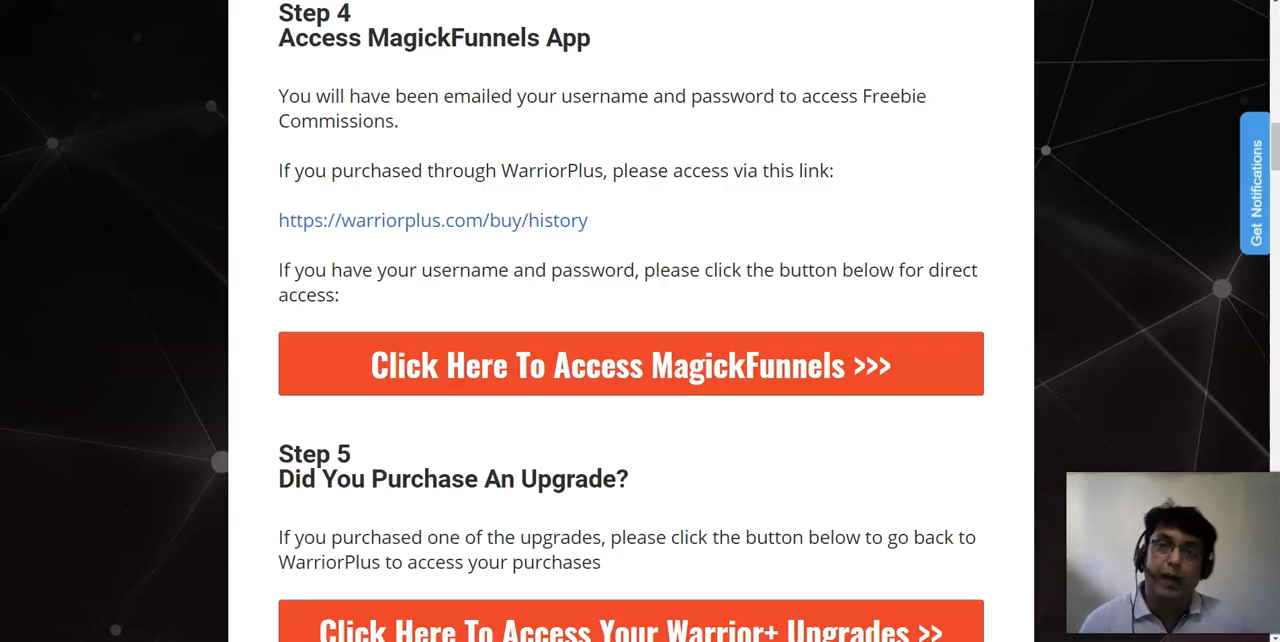 Step 4
Access MagickFunnels App
You will have been emailed your username and password to access Freebie
Commissions.
If you purchased through WarriorPlus, please access via this link:
https://warriorplus.com/buy/history
If you have your username and password, please click the button below for direct
access:
Click Here To Access MagickFunnels >>>
Step 5
Did You Purchase An Upgrade?
If you purchased one of the upgrades, please click the button below to go back to
WarriorPlus to access your purchases
Click Here To Access Your Warrior+ Upgrades >>
Get Notifications